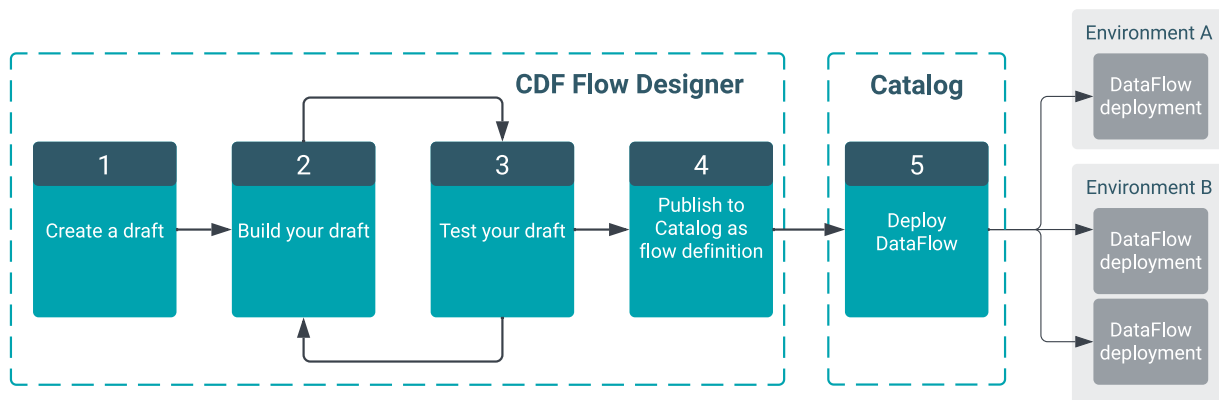 CDF Flow Designer
1
Create a draft
2
Build your draft
3
Test your draft
4
Publish to
Catalog as
flow definition
Catalog
5
Deploy
DataFlow
Environment A
DataFlow
deployment
Environment B
DataFlow
deployment
DataFlow
deployment